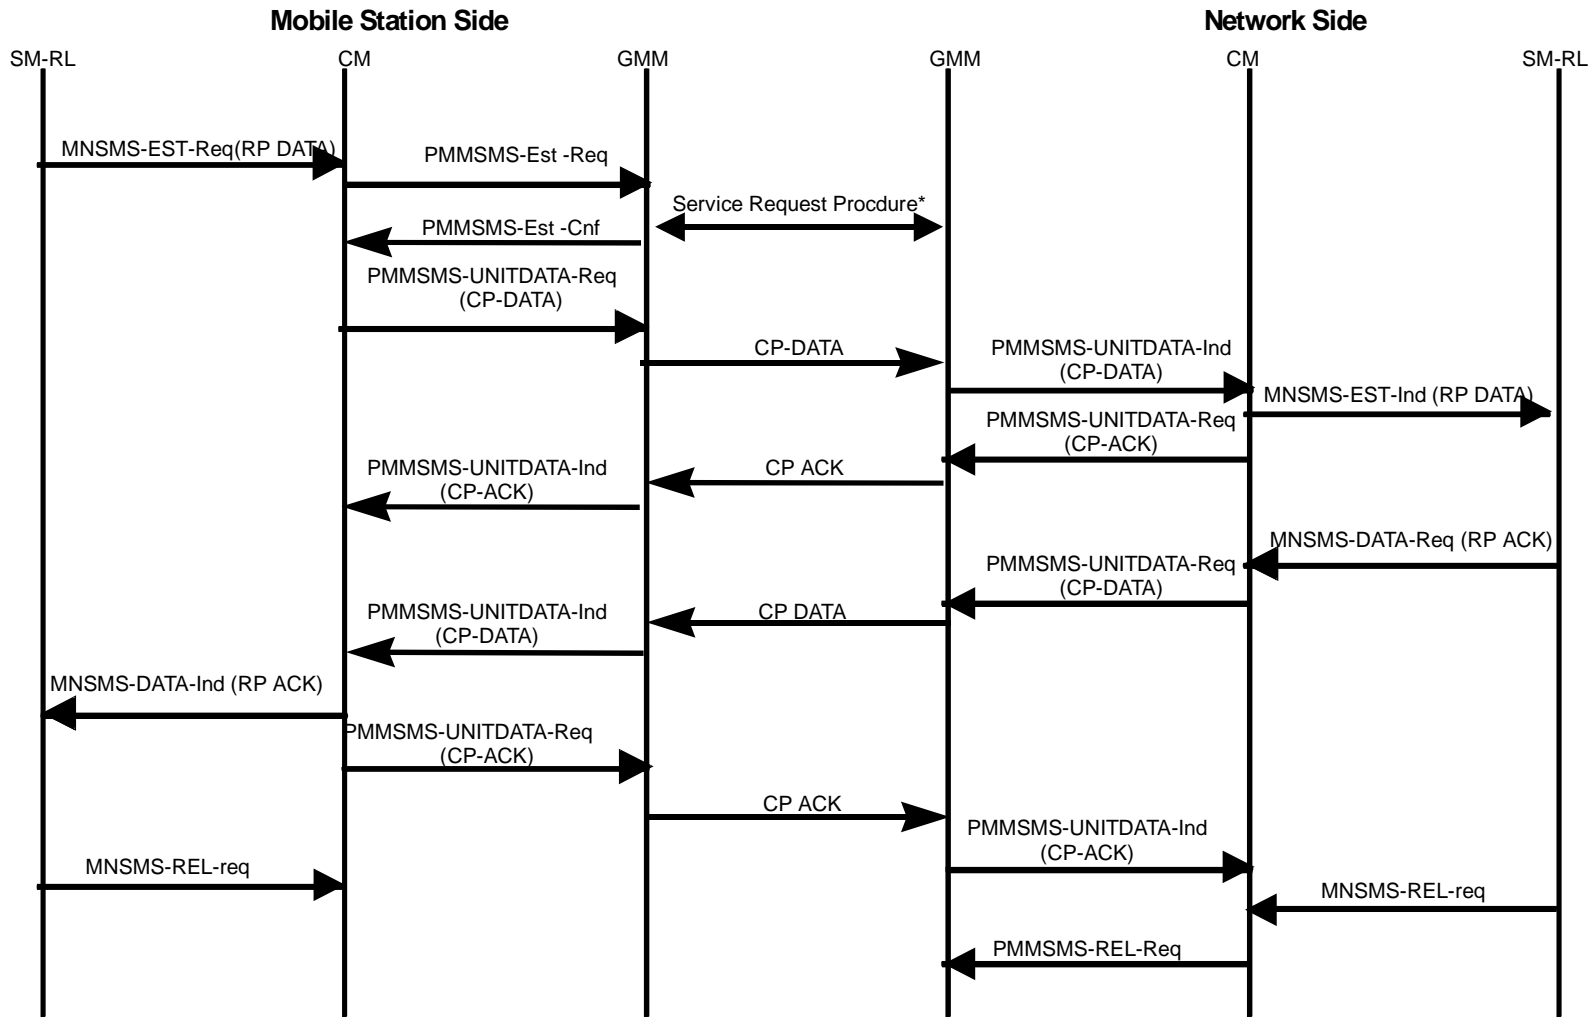 Mobile Station Side
Network Side
SM-RL
CM
GMM
GMM
CM
SM-RL
MNSMS-EST-Req(RP DATA)
PMMSMS-Est -Req
Service Request Procdure*
PMMSMS-Est -Cnf
PMMSMS-UNITDATA-Req
(CP-DATA)
CP-DATA
PMMSMS-UNITDATA-Ind
(CP-DATA)
MNSMS-EST-Ind (RP DATA)
PMMSMS-UNITDATA-Req
(CP-ACK)
CP ACK
PMMSMS-UNITDATA-Ind
(CP-ACK)
MNSMS-DATA-Req (RP ACK)
PMMSMS-UNITDATA-Req
(CP-DATA)
CP DATA
PMMSMS-UNITDATA-Ind
(CP-DATA)
MNSMS-DATA-Ind (RP ACK)
PMMSMS-UNITDATA-Req
(CP-ACK)
CP ACK
PMMSMS-UNITDATA-Ind
(CP-ACK)
MNSMS-REL-req
MNSMS-REL-req
PMMSMS-REL-Req